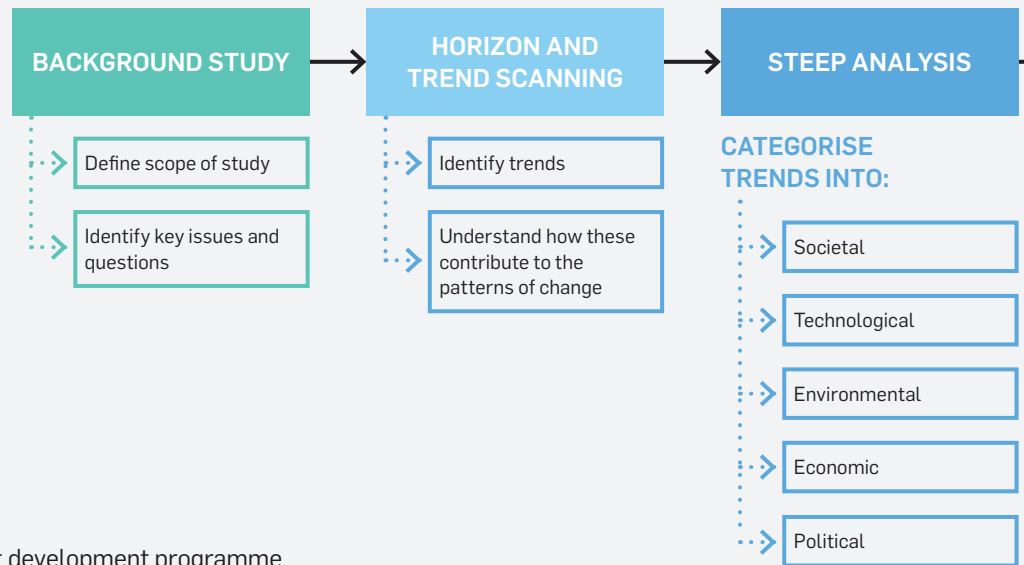 BACKGROUND STUDY
Define scope of study
Identify key issues and
questions
HORIZON AND
TREND SCANNING
Identify trends
Understand how these
contribute to the
patterns of change
STEEP ANALYSIS
CATEGORISE
TRENDS INTO:
Societal
Technological
Environmental
Economic
Political
development programme